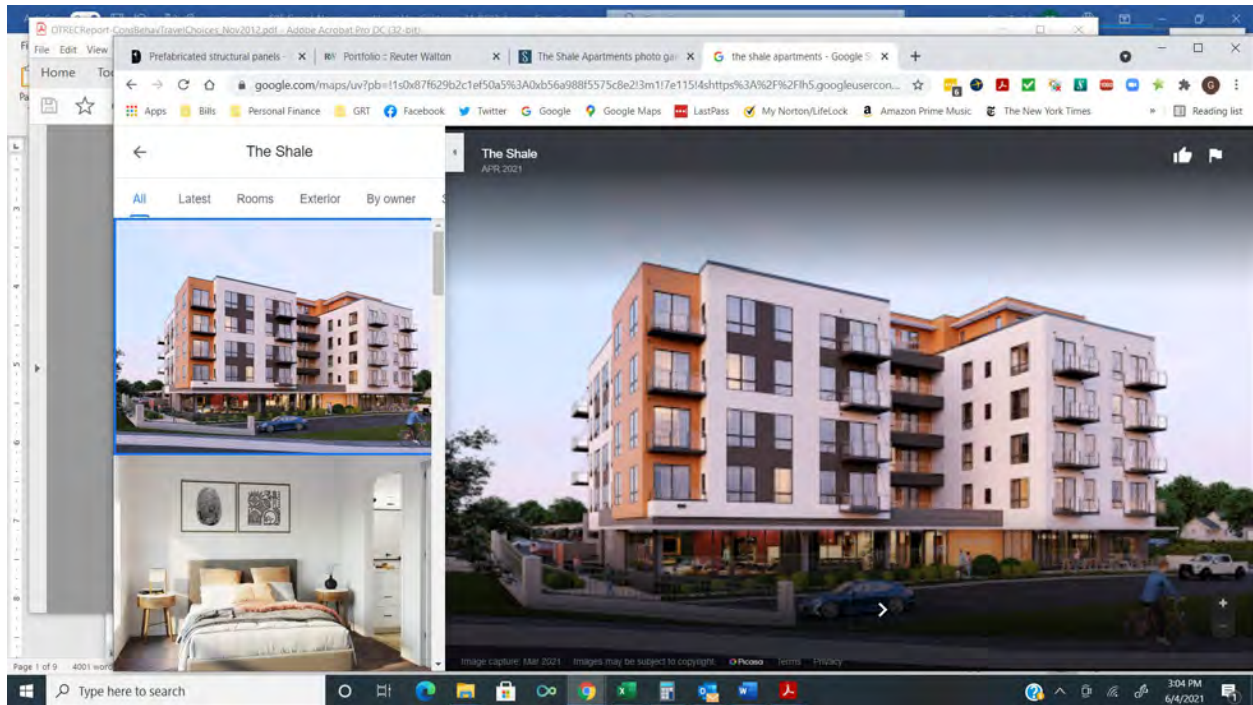 OTRECReport-ConsBehavTravelChoices_Nov2012.pdf - Adobe Acrobat Pro DC (32-bit)
File Edit View
Home
Prefabricated structural panels -
Portfolio :: Reuter Walton
The Shale Apartments photo ga
the shale apartments - Google S
google.com/maps/uv?pb=!1s0x87f629b2c1ef50a5%3A0xb56a988f5575c8e2!3m1!7e115!4shttps%3A%2F%2Flh5.googleusercon...
Apps Bills Personal Finance GRT Facebook Twitter Google Google Maps LastPass My Norton/LifeLock Amazon Prime Music The New York Times » Reading list
The Shale
All Latest Rooms Exterior By owner
The Shale
APR 2021
Image capture: Mar 2021 Images may be subject to copyright. Picasa Terms Privacy
Page 1 of 9 4001 word
Type here to search
3:04 PM
6/4/2021